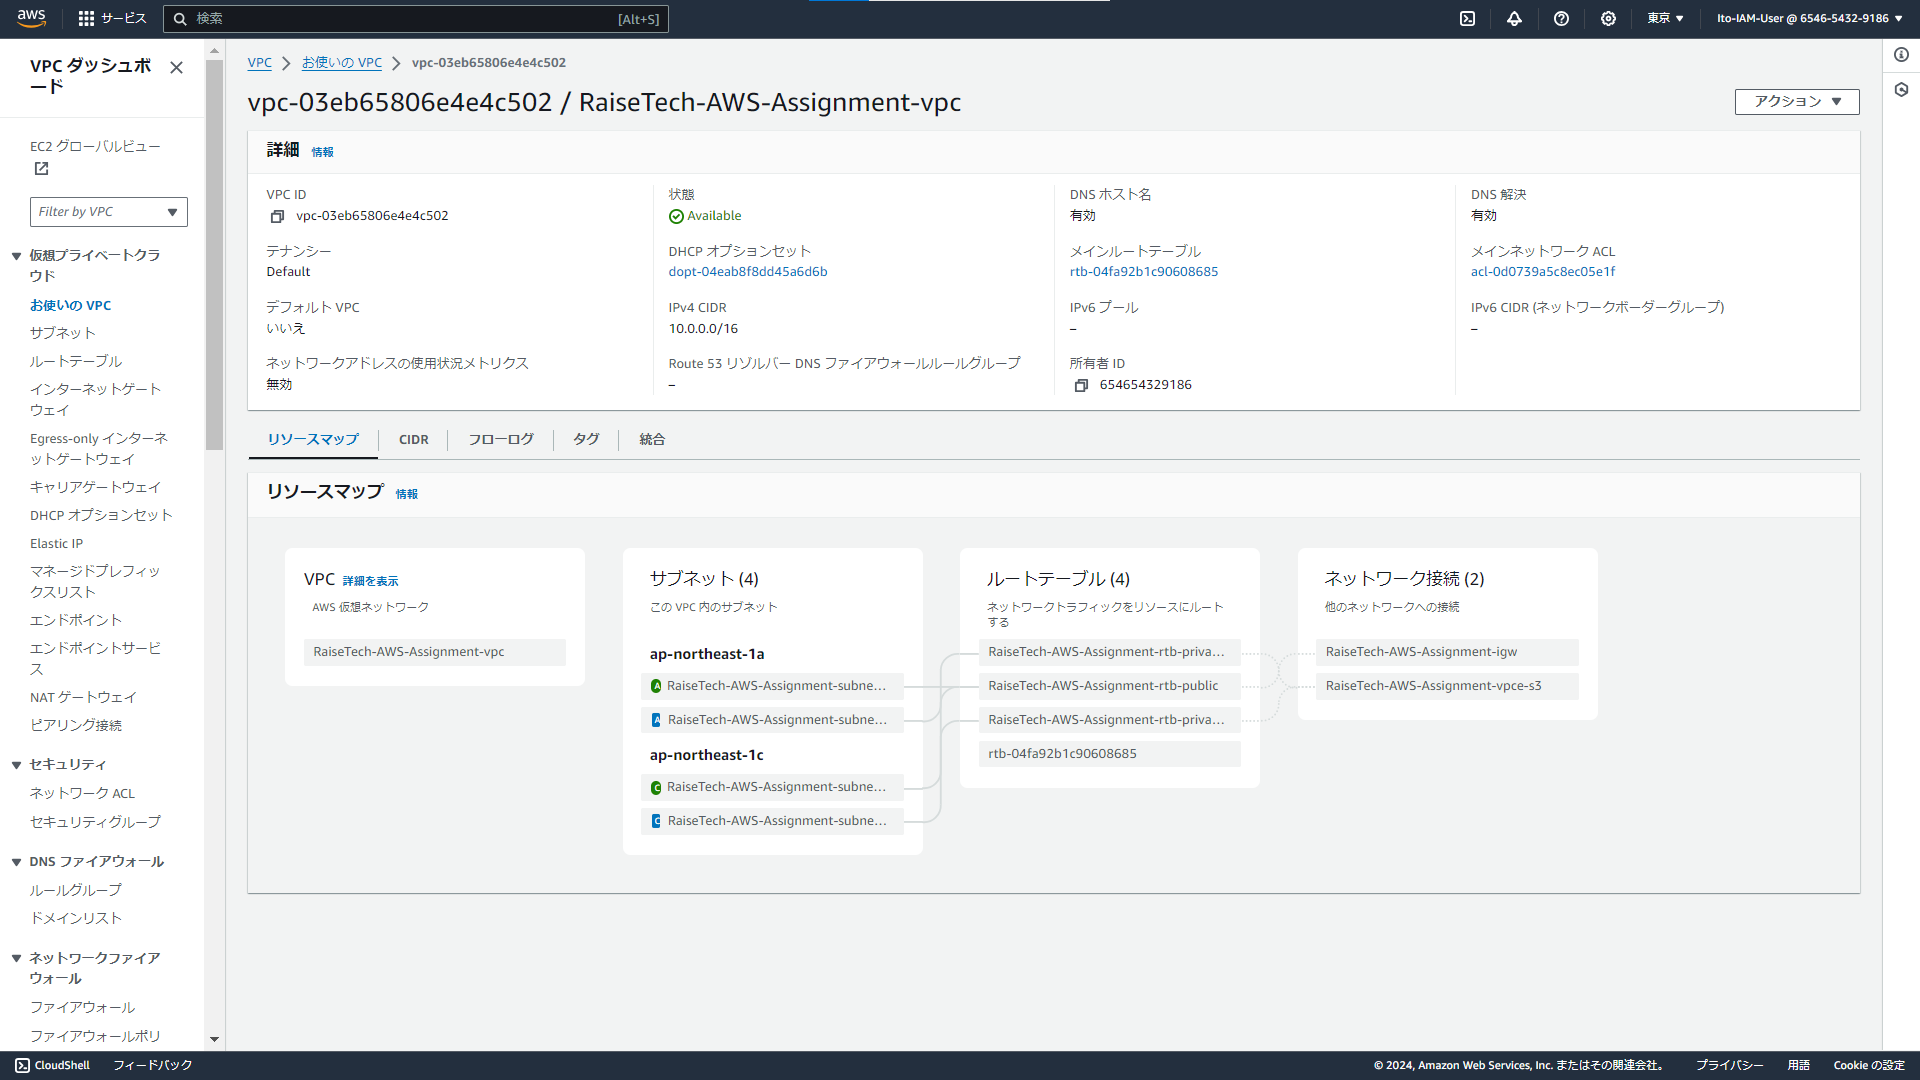 aws
サービス
検索
[Alt+S]
東京
Ito-IAM-User @ 6546-5432-9186
VPC ダッシュボ
ード
EC2 グローバルビュー
Filter by VPC
仮想プライベートクラ
ウド
お使いの VPC
サブネット
ルートテーブル
インターネットゲート
ウェイ
Egress-only インターネ
ットゲートウェイ
キャリアゲートウェイ
DHCP オプションセット
Elastic IP
マネージドプレフィッ
クスリスト
エンドポイント
エンドポイントサービ
ス
NAT ゲートウェイ
ピアリング接続
セキュリティ
ネットワーク ACL
セキュリティグループ
DNS ファイアウォール
ルールグループ
ドメインリスト
ネットワークファイア
ウォール
ファイアウォール
ファイアウォールポリ
VPC
お使いの VPC
vpc-03eb65806e4e4c502
vpc-03eb65806e4e4c502 / RaiseTech-AWS-Assignment-vpc
アクション
詳細 情報
VPC ID
vpc-03eb65806e4e4c502
状態
Available
DNS ホスト名
有効
DNS 解決
有効
テナンシー
Default
DHCP オプションセット
dopt-04eab8f8dd45a6d6b
メインルートテーブル
rtb-04fa92b1c90608685
メインネットワーク ACL
acl-0d0739a5c8ec05e1f
デフォルト VPC
いいえ
IPv4 CIDR
10.0.0.0/16
IPv6 プール
–
IPv6 CIDR (ネットワークボーダーグループ)
–
ネットワークアドレスの使用状況メトリクス
無効
Route 53 リゾルバー DNS ファイアウォールルールグループ
–
所有者 ID
654654329186
リソースマップ
CIDR
フローログ
タグ
統合
リソースマップ 情報
VPC 詳細を表示
AWS 仮想ネットワーク
RaiseTech-AWS-Assignment-vpc
サブネット (4)
この VPC 内のサブネット
ap-northeast-1a
A RaiseTech-AWS-Assignment-subne...
A RaiseTech-AWS-Assignment-subne...
ap-northeast-1c
C RaiseTech-AWS-Assignment-subne...
C RaiseTech-AWS-Assignment-subne...
ルートテーブル (4)
ネットワークトラフィックをリソースにルート
する
RaiseTech-AWS-Assignment-rtb-priva...
RaiseTech-AWS-Assignment-rtb-public
RaiseTech-AWS-Assignment-rtb-priva...
rtb-04fa92b1c90608685
ネットワーク接続 (2)
他のネットワークへの接続
RaiseTech-AWS-Assignment-igw
RaiseTech-AWS-Assignment-vpce-s3
CloudShell
フィードバック
© 2024, Amazon Web Services, Inc. またはその関連会社。
プライバシー
用語
Cookie の設定